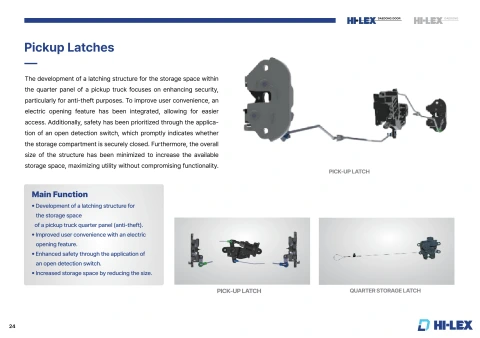 HI-LEX
HI-LEX
Pickup Latches
The development of a latching structure for the storage space within
the quarter panel of a pickup truck focuses on enhancing security,
particularly for anti-theft purposes. To improve user convenience, an
electric opening feature has been integrated, allowing for easier
access. Additionally, safety has been prioritized through the applica-
tion of an open detection switch, which promptly indicates whether
the storage compartment is securely closed. Furthermore, the overall
size of the structure has been minimized to increase the available
storage space, maximizing utility without compromising functionality.
PICK-UP LATCH
Main Function
• Development of a latching structure for
the storage space
of a pickup truck quarter panel (anti-theft).
• Improved user convenience with an electric
opening feature.
• Enhanced safety through the application of
an open detection switch.
• Increased storage space by reducing the size.
PICK-UP LATCH
QUARTER STORAGE LATCH
24
HI-LEX